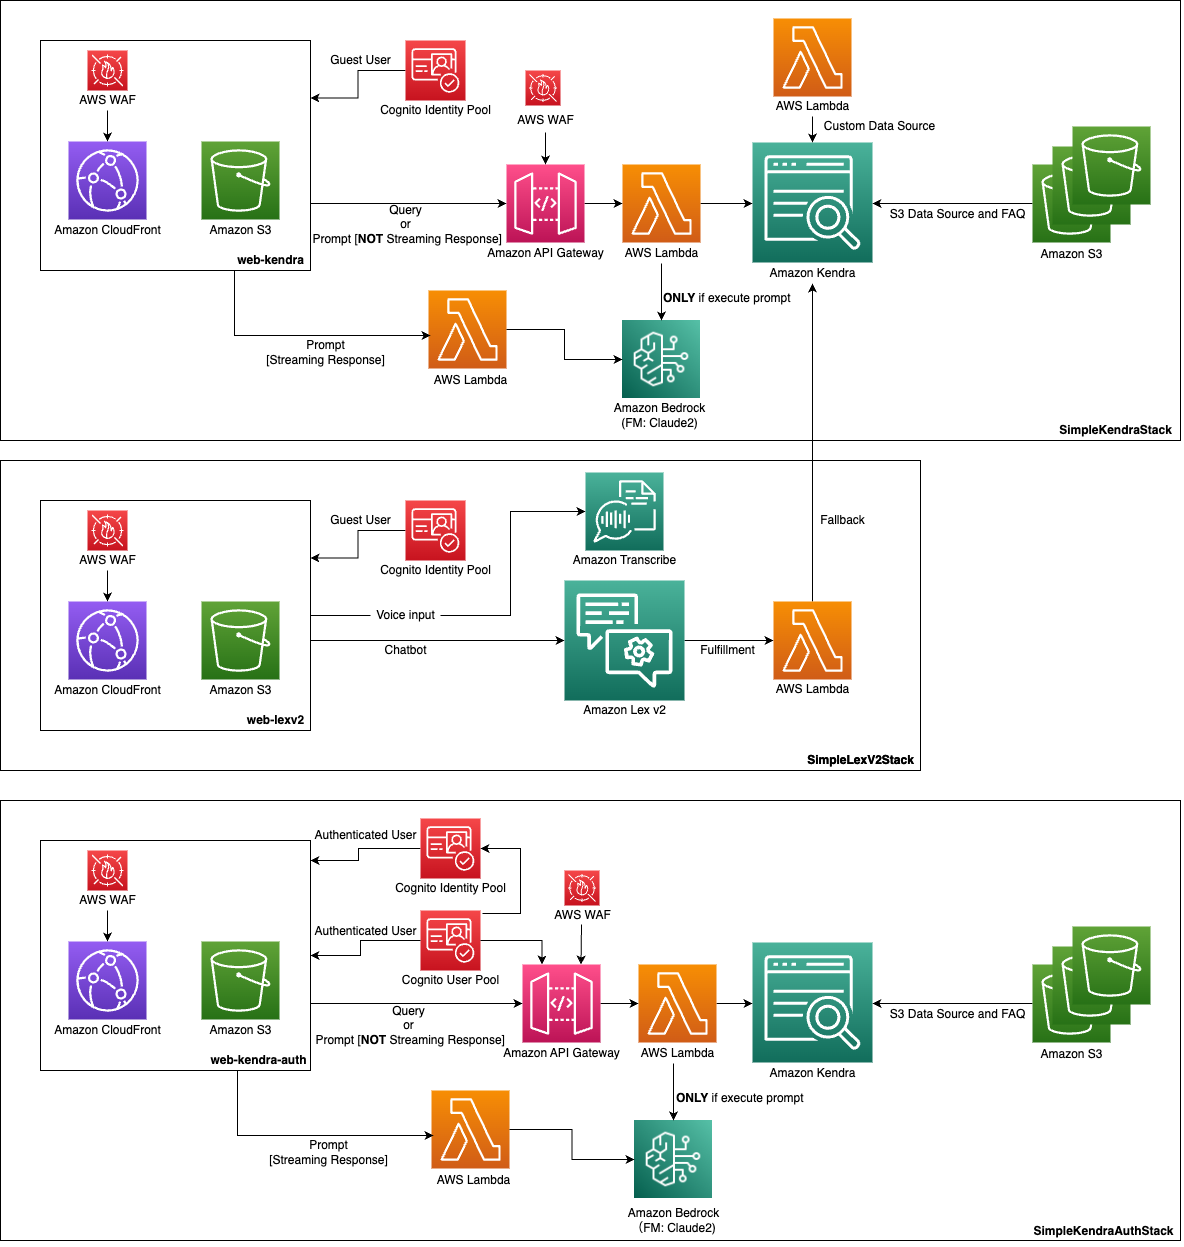 AWS WAF
Amazon CloudFront
Amazon S3
web-kendra
Guest User
Cognito Identity Pool
AWS WAF
Query
or
Prompt [NOT Streaming Response]
Amazon API Gateway
AWS Lambda
AWS Lambda
Custom Data Source
Amazon Kendra
S3 Data Source and FAQ
Amazon S3
ONLY if execute prompt
Prompt
[Streaming Response]
AWS Lambda
Amazon Bedrock
(FM: Claude2)
SimpleKendraStack
AWS WAF
Amazon CloudFront
Amazon S3
web-lexv2
Guest User
Cognito Identity Pool
Amazon Transcribe
Voice input
Chatbot
Amazon Lex v2
Fulfillment
AWS Lambda
Fallback
SimpleLexV2Stack
AWS WAF
Amazon CloudFront
Amazon S3
web-kendra-auth
Authenticated User
Cognito Identity Pool
Authenticated User
Cognito User Pool
AWS WAF
Query
or
Prompt [NOT Streaming Response]
Amazon API Gateway
AWS Lambda
Amazon Kendra
S3 Data Source and FAQ
Amazon S3
ONLY if execute prompt
Prompt
[Streaming Response]
AWS Lambda
Amazon Bedrock
（FM: Claude2)
SimpleKendraAuthStack